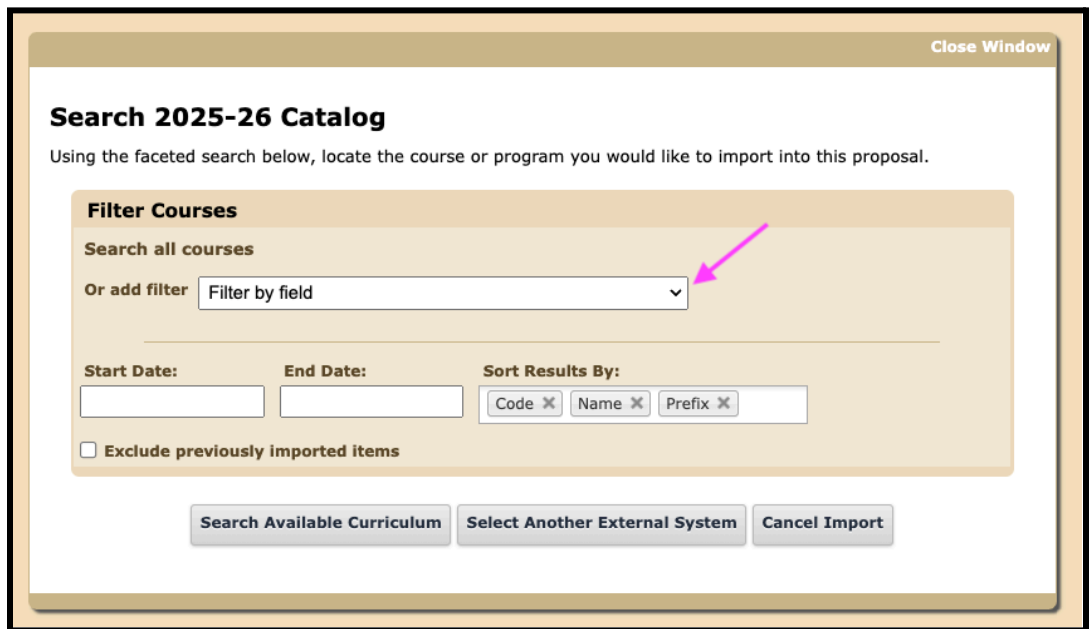 Close Window
Search 2025-26 Catalog
Using the faceted search below, locate the course or program you would like to import into this proposal.
Filter Courses
Search all courses
Or add filter Filter by field
Start Date: End Date: Sort Results By:
Code Name Prefix
Exclude previously imported items
Search Available Curriculum Select Another External System Cancel Import